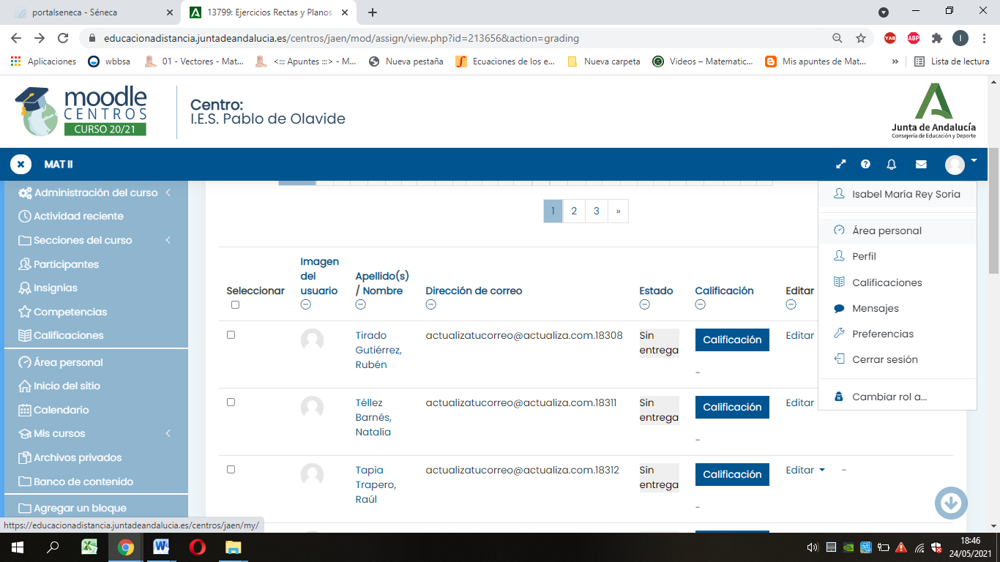 portalseneca - Séneca
13799: Ejercicios Rectas y Planos
educacionadistancia.juntadeandalucia.es/centros/jaen/mod/assign/view.php?id=213656&action=grading
YAB
ABP
I
Aplicaciones
wbbsa
01 - Vectores - Mat...
<::: Apuntes :::> - M...
Nueva pestaña
Ecuaciones de los e...
Nueva carpeta
Videos – Matematic...
Mis apuntes de Mat...
»
Lista de lectura
moodle
CENTROS
CURSO 20/21
Centro:
I.E.S. Pablo de Olavide
Junta de Andalucía
Consejería de Educación y Deporte
MAT II
Administración del curso
Actividad reciente
Secciones del curso
Participantes
Insignias
Competencias
Calificaciones
Área personal
Inicio del sitio
Calendario
Mis cursos
Archivos privados
Banco de contenido
Agregar un bloque
1 2 3 »
Seleccionar
Imagen
del
usuario
Apellido(s)
/ Nombre
Dirección de correo
Estado
Calificación
Editar
Tirado
Gutiérrez,
Rubén
actualizatucorreo@actualiza.com.18308
Sin
entrega
Calificación
-
Editar
Téllez
Barnés,
Natalia
actualizatucorreo@actualiza.com.18311
Sin
entrega
Calificación
-
Editar
Tapia
Trapero,
Raúl
actualizatucorreo@actualiza.com.18312
Sin
entrega
Calificación
-
Editar
-
Isabel María Rey Soria
Área personal
Perfil
Calificaciones
Mensajes
Preferencias
Cerrar sesión
Cambiar rol a...
https://educacionadistancia.juntadeandalucia.es/centros/jaen/my/
18:46
24/05/2021